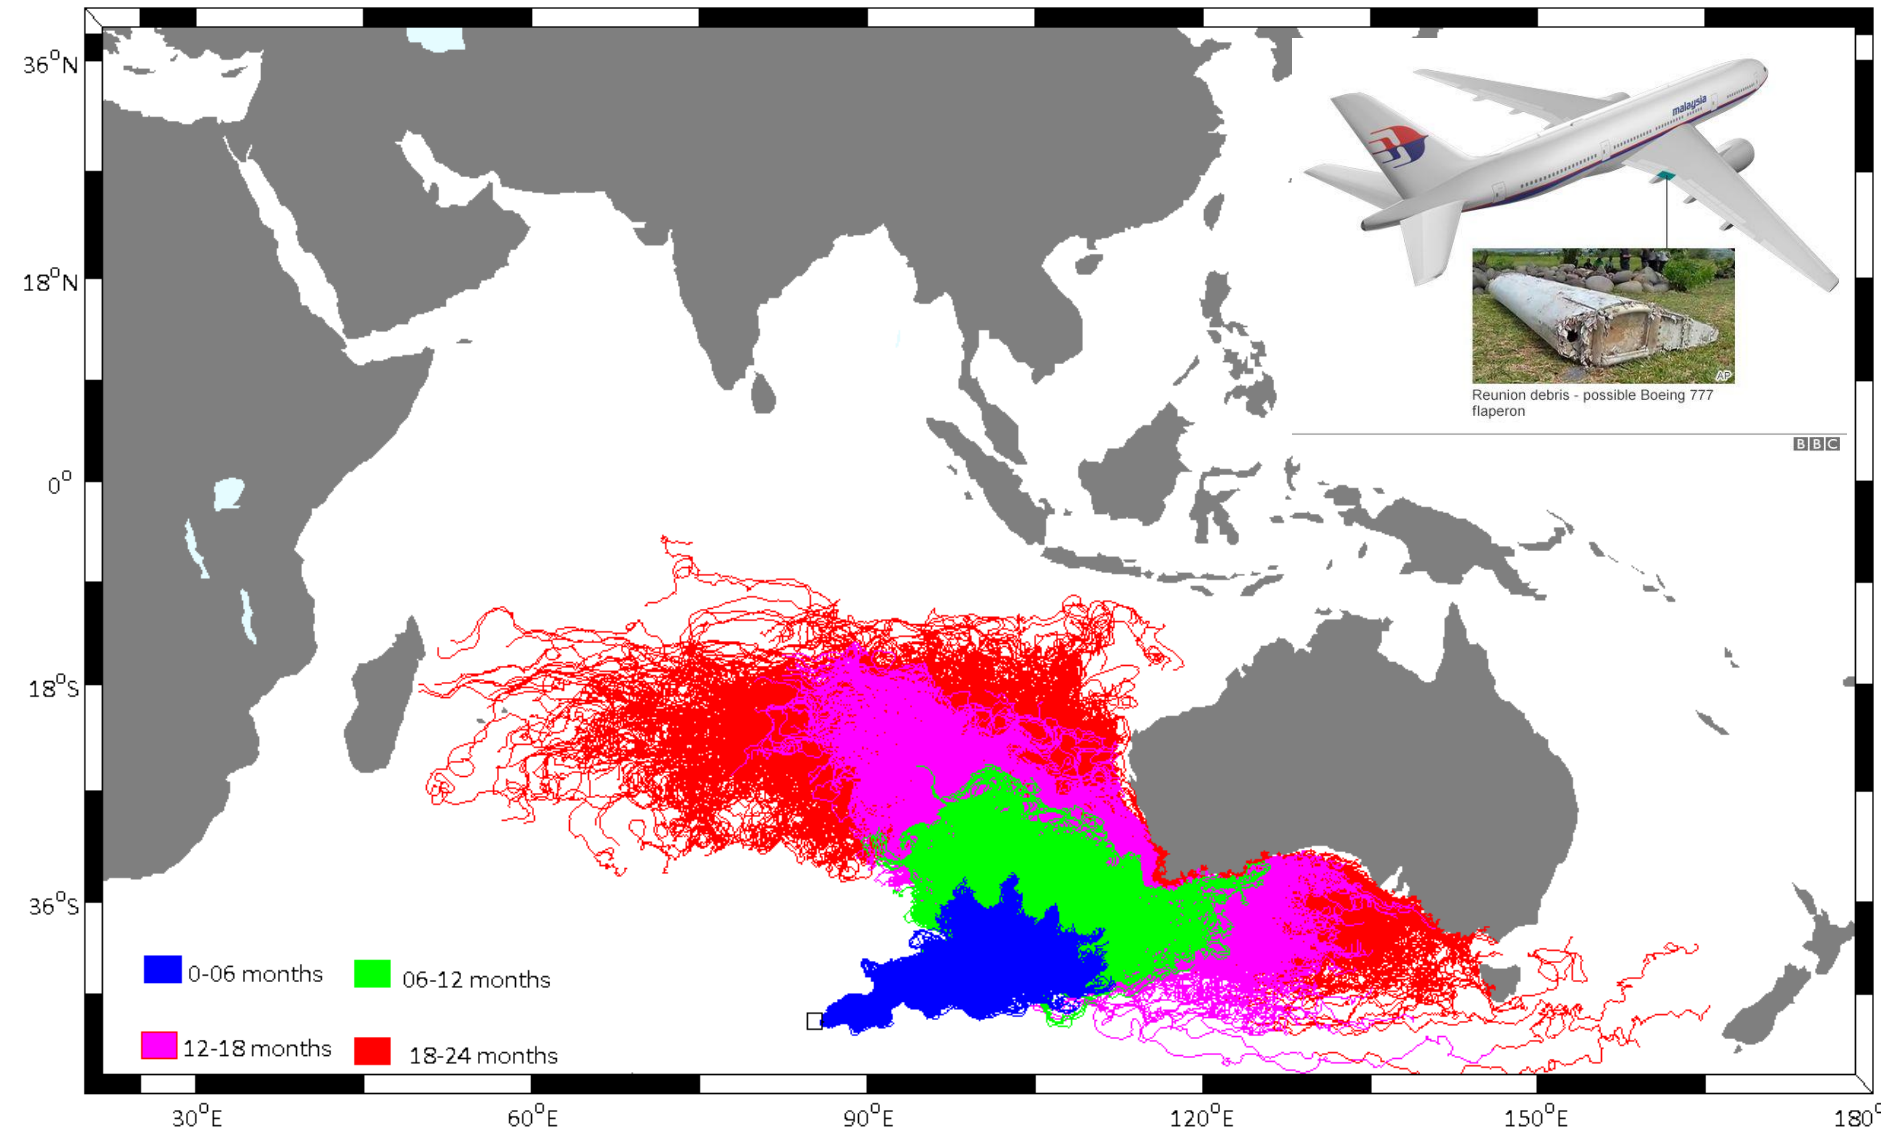 36°N
18°N
0°
18°S
36°S
malaysia
AP
Reunion debris - possible Boeing 777
flaperon
BBC
0-06 months
06-12 months
12-18 months
18-24 months
30°E
60°E
90°E
120°E
150°E
180°